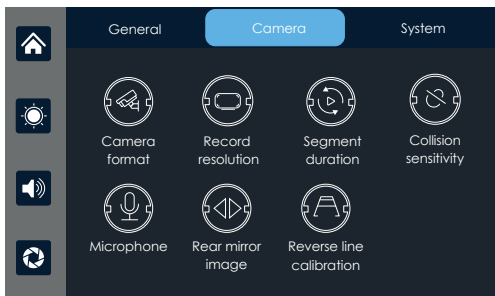 General
Camera
System
Camera
format
Record
resolution
Segment
duration
Collision
sensitivity
Microphone
Rear mirror
image
Reverse line
calibration